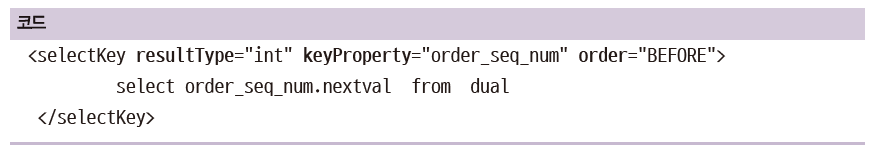 코드
<selectKey resultType="int" keyProperty="order_seq_num" order="BEFORE">
select order_seq_num.nextval  from  dual
</selectKey>